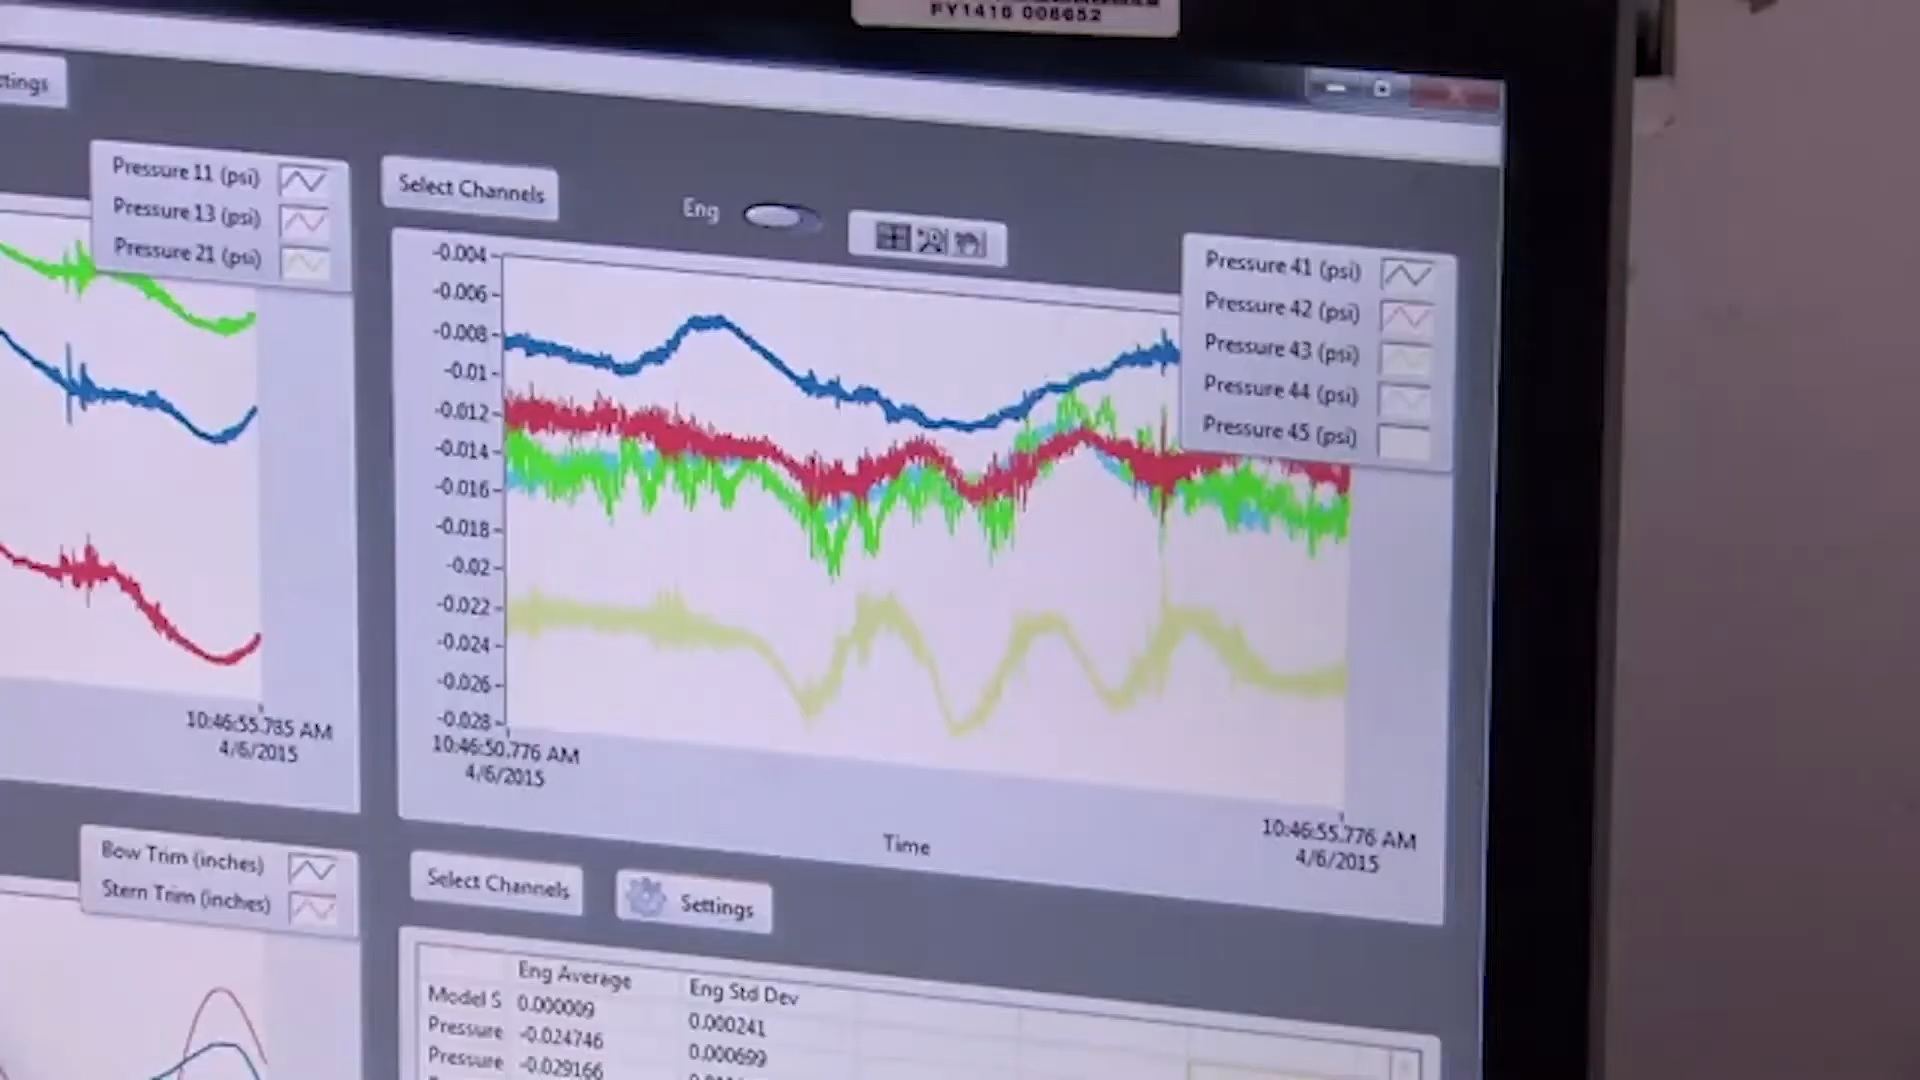 FY1410 006652
ttings
Pressure 11 (psi)
Pressure 13 (psi)
Pressure 21 (psi)
10:46:55.785 AM
4/6/2015
Select Channels
Eng
-0.004
-0.006
-0.008
-0.01
-0.012
-0.014
-0.016
-0.018
-0.02
-0.022
-0.024
-0.026
-0.028
Pressure 41 (psi)
Pressure 42 (psi)
Pressure 43 (psi)
Pressure 44 (psi)
Pressure 45 (psi)
10:46:50.776 AM
4/6/2015
Time
10:46:55.776 AM
4/6/2015
Bow Trim (inches)
Stern Trim (inches)
Select Channels
Settings
Eng Average Eng Std Dev
Model S 0.000009 0.000241
Pressure -0.024746 0.000699
Pressure -0.029166